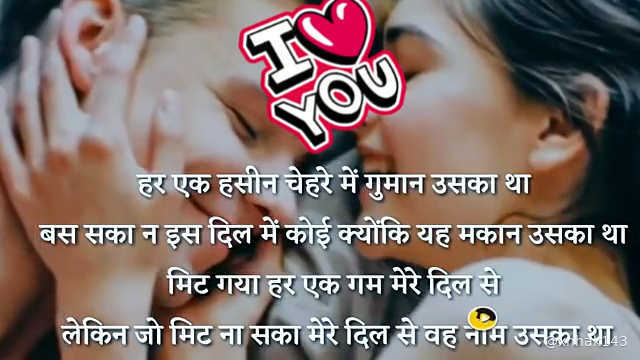 I ❤ YOU
हर एक हसीन चेहरे में गुमान उसका था
बस सका न इस दिल में कोई क्योंकि यह मकान उसका था
मिट गया हर एक गम मेरे दिल से
लेकिन जो मिट ना सका मेरे दिल से वह नाम उसका था